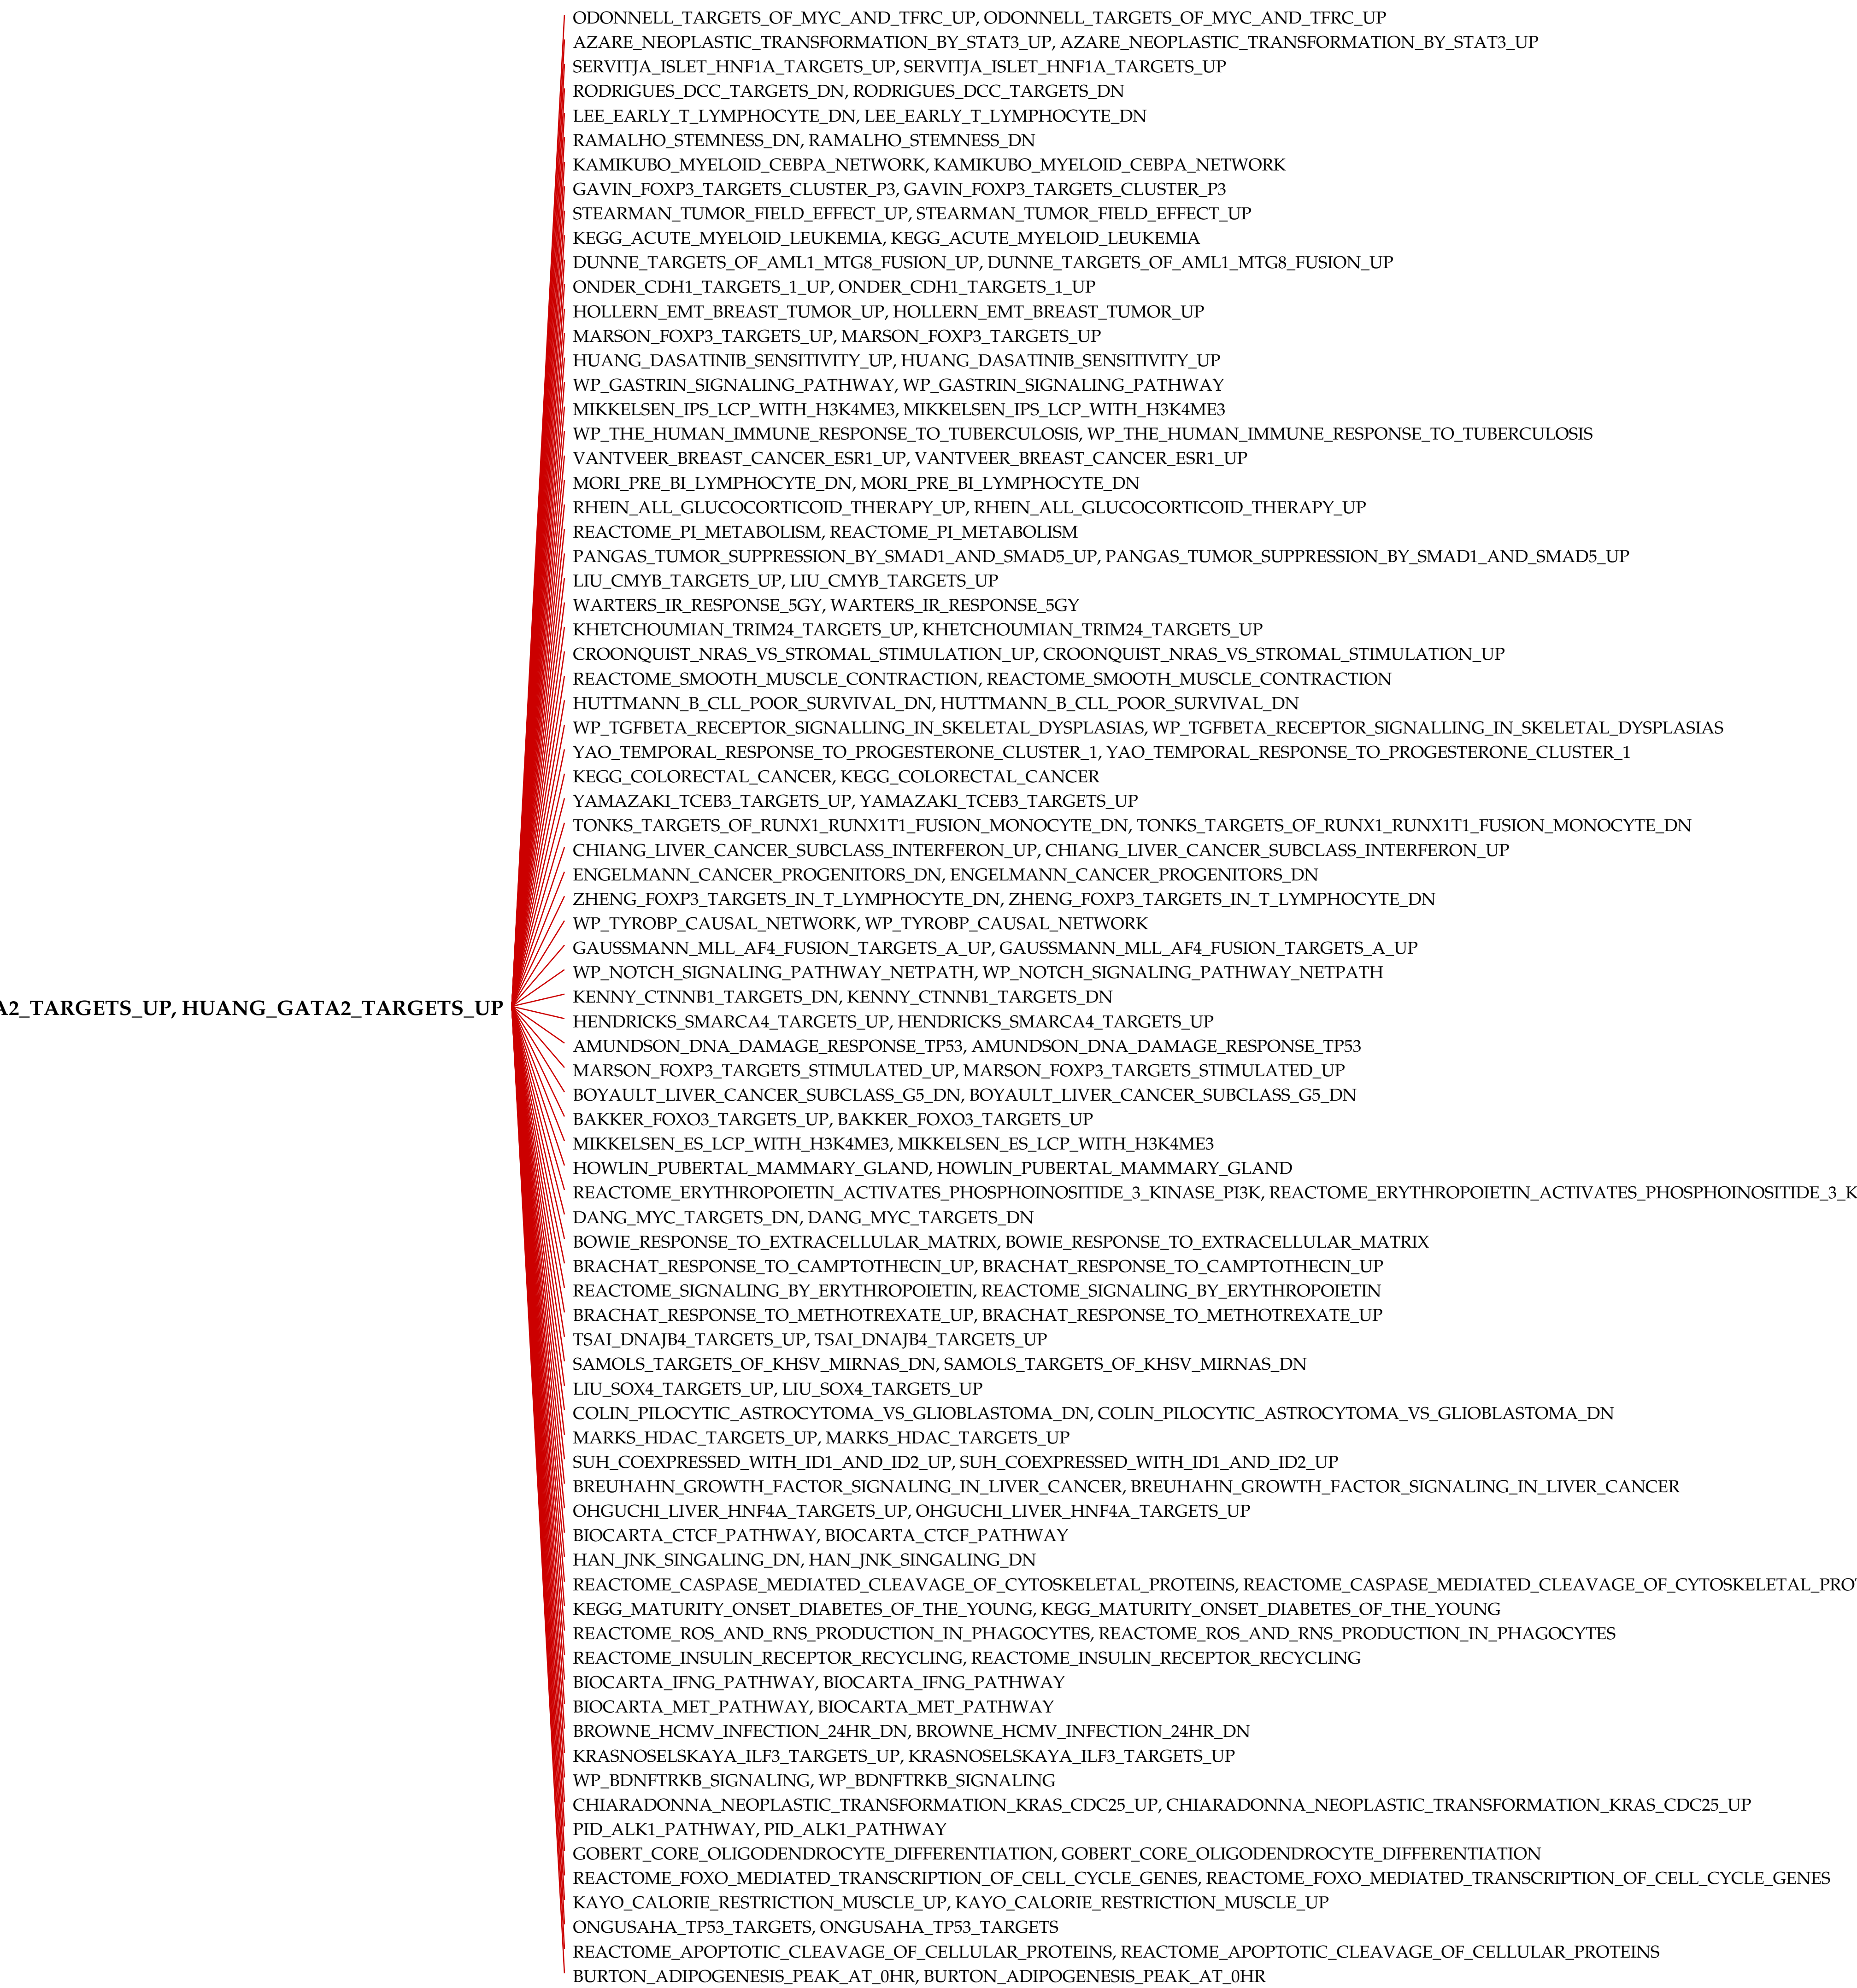 ODONNELL_TARGETS_OF_MYC_AND_TFRC_UP, ODONNELL_TARGETS_OF_MYC_AND_TFRC_UP
AZARE_NEOPLASTIC_TRANSFORMATION_BY_STAT3_UP, AZARE_NEOPLASTIC_TRANSFORMATION_BY_STAT3_UP
SERVITJA_ISLET_HNF1A_TARGETS_UP, SERVITJA_ISLET_HNF1A_TARGETS_UP
RODRIGUES_DCC_TARGETS_DN, RODRIGUES_DCC_TARGETS_DN
LEE_EARLY_T_LYMPHOCYTE_DN, LEE_EARLY_T_LYMPHOCYTE_DN
RAMALHO_STEMNESS_DN, RAMALHO_STEMNESS_DN
KAMIKUBO_MYELOID_CEBPA_NETWORK, KAMIKUBO_MYELOID_CEBPA_NETWORK
GAVIN_FOXP3_TARGETS_CLUSTER_P3, GAVIN_FOXP3_TARGETS_CLUSTER_P3
STEARMAN_TUMOR_FIELD_EFFECT_UP, STEARMAN_TUMOR_FIELD_EFFECT_UP
KEGG_ACUTE_MYELOID_LEUKEMIA, KEGG_ACUTE_MYELOID_LEUKEMIA
DUNNE_TARGETS_OF_AML1_MTG8_FUSION_UP, DUNNE_TARGETS_OF_AML1_MTG8_FUSION_UP
ONDER_CDH1_TARGETS_1_UP, ONDER_CDH1_TARGETS_1_UP
HOLLERN_EMT_BREAST_TUMOR_UP, HOLLERN_EMT_BREAST_TUMOR_UP
MARSON_FOXP3_TARGETS_UP, MARSON_FOXP3_TARGETS_UP
HUANG_DASATINIB_SENSITIVITY_UP, HUANG_DASATINIB_SENSITIVITY_UP
WP_GASTRIN_SIGNALING_PATHWAY, WP_GASTRIN_SIGNALING_PATHWAY
MIKKELSEN_IPS_LCP_WITH_H3K4ME3, MIKKELSEN_IPS_LCP_WITH_H3K4ME3
WP_THE_HUMAN_IMMUNE_RESPONSE_TO_TUBERCULOSIS, WP_THE_HUMAN_IMMUNE_RESPONSE_TO_TUBERCULOSIS
VANTVEER_BREAST_CANCER_ESR1_UP, VANTVEER_BREAST_CANCER_ESR1_UP
MORI_PRE_BI_LYMPHOCYTE_DN, MORI_PRE_BI_LYMPHOCYTE_DN
RHEIN_ALL_GLUCOCORTICOID_THERAPY_UP, RHEIN_ALL_GLUCOCORTICOID_THERAPY_UP
REACTOME_PI_METABOLISM, REACTOME_PI_METABOLISM
PANGAS_TUMOR_SUPPRESSION_BY_SMAD1_AND_SMAD5_UP, PANGAS_TUMOR_SUPPRESSION_BY_SMAD1_AND_SMAD5_UP
LIU_CMYB_TARGETS_UP, LIU_CMYB_TARGETS_UP
WARTERS_IR_RESPONSE_5GY, WARTERS_IR_RESPONSE_5GY
KHETCHOUMIAN_TRIM24_TARGETS_UP, KHETCHOUMIAN_TRIM24_TARGETS_UP
CROONQUIST_NRAS_VS_STROMAL_STIMULATION_UP, CROONQUIST_NRAS_VS_STROMAL_STIMULATION_UP
REACTOME_SMOOTH_MUSCLE_CONTRACTION, REACTOME_SMOOTH_MUSCLE_CONTRACTION
HUTTMANN_B_CLL_POOR_SURVIVAL_DN, HUTTMANN_B_CLL_POOR_SURVIVAL_DN
WP_TGFBETA_RECEPTOR_SIGNALLING_IN_SKELETAL_DYSPLASIAS, WP_TGFBETA_RECEPTOR_SIGNALLING_IN_SKELETAL_DYSPLASIAS
YAO_TEMPORAL_RESPONSE_TO_PROGESTERONE_CLUSTER_1, YAO_TEMPORAL_RESPONSE_TO_PROGESTERONE_CLUSTER_1
KEGG_COLORECTAL_CANCER, KEGG_COLORECTAL_CANCER
YAMAZAKI_TCEB3_TARGETS_UP, YAMAZAKI_TCEB3_TARGETS_UP
TONKS_TARGETS_OF_RUNX1_RUNX1T1_FUSION_MONOCYTE_DN, TONKS_TARGETS_OF_RUNX1_RUNX1T1_FUSION_MONOCYTE_DN
CHIANG_LIVER_CANCER_SUBCLASS_INTERFERON_UP, CHIANG_LIVER_CANCER_SUBCLASS_INTERFERON_UP
ENGELMANN_CANCER_PROGENITORS_DN, ENGELMANN_CANCER_PROGENITORS_DN
ZHENG_FOXP3_TARGETS_IN_T_LYMPHOCYTE_DN, ZHENG_FOXP3_TARGETS_IN_T_LYMPHOCYTE_DN
WP_TYROBP_CAUSAL_NETWORK, WP_TYROBP_CAUSAL_NETWORK
GAUSSMANN_MLL_AF4_FUSION_TARGETS_A_UP, GAUSSMANN_MLL_AF4_FUSION_TARGETS_A_UP
WP_NOTCH_SIGNALING_PATHWAY_NETPATH, WP_NOTCH_SIGNALING_PATHWAY_NETPATH
KENNY_CTNNB1_TARGETS_DN, KENNY_CTNNB1_TARGETS_DN
A2_TARGETS_UP, HUANG_GATA2_TARGETS_UP
HENDRICKS_SMARCA4_TARGETS_UP, HENDRICKS_SMARCA4_TARGETS_UP
AMUNDSON_DNA_DAMAGE_RESPONSE_TP53, AMUNDSON_DNA_DAMAGE_RESPONSE_TP53
MARSON_FOXP3_TARGETS_STIMULATED_UP, MARSON_FOXP3_TARGETS_STIMULATED_UP
BOYAULT_LIVER_CANCER_SUBCLASS_G5_DN, BOYAULT_LIVER_CANCER_SUBCLASS_G5_DN
BAKKER_FOXO3_TARGETS_UP, BAKKER_FOXO3_TARGETS_UP
MIKKELSEN_ES_LCP_WITH_H3K4ME3, MIKKELSEN_ES_LCP_WITH_H3K4ME3
HOWLIN_PUBERTAL_MAMMARY_GLAND, HOWLIN_PUBERTAL_MAMMARY_GLAND
REACTOME_ERYTHROPOIETIN_ACTIVATES_PHOSPHOINOSITIDE_3_KINASE_PI3K, REACTOME_ERYTHROPOIETIN_ACTIVATES_PHOSPHOINOSITIDE_3_K
DANG_MYC_TARGETS_DN, DANG_MYC_TARGETS_DN
BOWIE_RESPONSE_TO_EXTRACELLULAR_MATRIX, BOWIE_RESPONSE_TO_EXTRACELLULAR_MATRIX
BRACHAT_RESPONSE_TO_CAMPTOTHECIN_UP, BRACHAT_RESPONSE_TO_CAMPTOTHECIN_UP
REACTOME_SIGNALING_BY_ERYTHROPOIETIN, REACTOME_SIGNALING_BY_ERYTHROPOIETIN
BRACHAT_RESPONSE_TO_METHOTREXATE_UP, BRACHAT_RESPONSE_TO_METHOTREXATE_UP
TSAI_DNAJB4_TARGETS_UP, TSAI_DNAJB4_TARGETS_UP
SAMOLS_TARGETS_OF_KHSV_MIRNAS_DN, SAMOLS_TARGETS_OF_KHSV_MIRNAS_DN
LIU_SOX4_TARGETS_UP, LIU_SOX4_TARGETS_UP
COLIN_PILOCYTIC_ASTROCYTOMA_VS_GLIOBLASTOMA_DN, COLIN_PILOCYTIC_ASTROCYTOMA_VS_GLIOBLASTOMA_DN
MARKS_HDAC_TARGETS_UP, MARKS_HDAC_TARGETS_UP
SUH_COEXPRESSED_WITH_ID1_AND_ID2_UP, SUH_COEXPRESSED_WITH_ID1_AND_ID2_UP
BREUHAHN_GROWTH_FACTOR_SIGNALING_IN_LIVER_CANCER, BREUHAHN_GROWTH_FACTOR_SIGNALING_IN_LIVER_CANCER
OHGUCHI_LIVER_HNF4A_TARGETS_UP, OHGUCHI_LIVER_HNF4A_TARGETS_UP
BIOCARTA_CTCF_PATHWAY, BIOCARTA_CTCF_PATHWAY
HAN_JNK_SINGALING_DN, HAN_JNK_SINGALING_DN
REACTOME_CASPASE_MEDIATED_CLEAVAGE_OF_CYTOSKELETAL_PROTEINS, REACTOME_CASPASE_MEDIATED_CLEAVAGE_OF_CYTOSKELETAL_PRO
KEGG_MATURITY_ONSET_DIABETES_OF_THE_YOUNG, KEGG_MATURITY_ONSET_DIABETES_OF_THE_YOUNG
REACTOME_ROS_AND_RNS_PRODUCTION_IN_PHAGOCYTES, REACTOME_ROS_AND_RNS_PRODUCTION_IN_PHAGOCYTES
REACTOME_INSULIN_RECEPTOR_RECYCLING, REACTOME_INSULIN_RECEPTOR_RECYCLING
BIOCARTA_IFNG_PATHWAY, BIOCARTA_IFNG_PATHWAY
BIOCARTA_MET_PATHWAY, BIOCARTA_MET_PATHWAY
BROWNE_HCMV_INFECTION_24HR_DN, BROWNE_HCMV_INFECTION_24HR_DN
KRASNOSELSKAYA_ILF3_TARGETS_UP, KRASNOSELSKAYA_ILF3_TARGETS_UP
WP_BDNFTRKB_SIGNALING, WP_BDNFTRKB_SIGNALING
CHIARADONNA_NEOPLASTIC_TRANSFORMATION_KRAS_CDC25_UP, CHIARADONNA_NEOPLASTIC_TRANSFORMATION_KRAS_CDC25_UP
PID_ALK1_PATHWAY, PID_ALK1_PATHWAY
GOBERT_CORE_OLIGODENDROCYTE_DIFFERENTIATION, GOBERT_CORE_OLIGODENDROCYTE_DIFFERENTIATION
REACTOME_FOXO_MEDIATED_TRANSCRIPTION_OF_CELL_CYCLE_GENES, REACTOME_FOXO_MEDIATED_TRANSCRIPTION_OF_CELL_CYCLE_GENES
KAYO_CALORIE_RESTRICTION_MUSCLE_UP, KAYO_CALORIE_RESTRICTION_MUSCLE_UP
ONGUSAHA_TP53_TARGETS, ONGUSAHA_TP53_TARGETS
REACTOME_APOPTOTIC_CLEAVAGE_OF_CELLULAR_PROTEINS, REACTOME_APOPTOTIC_CLEAVAGE_OF_CELLULAR_PROTEINS
BURTON_ADIPOGENESIS_PEAK_AT_0HR, BURTON_ADIPOGENESIS_PEAK_AT_0HR